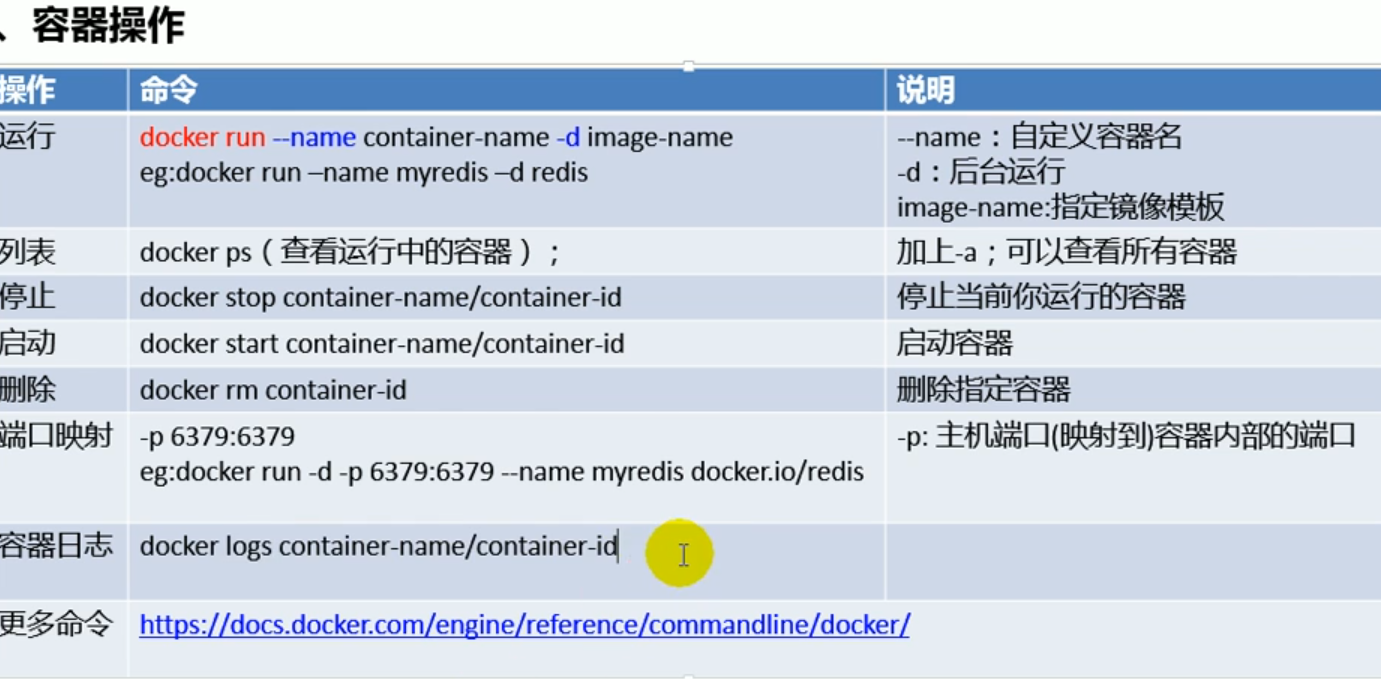 、容器操作
操作 命令 说明
运行 docker run --name container-name -d image-name --name：自定义容器名
eg:docker run –name myredis –d redis -d：后台运行
image-name:指定镜像模板
列表 docker ps（查看运行中的容器）； 加上-a；可以查看所有容器
停止 docker stop container-name/container-id 停止当前你运行的容器
启动 docker start container-name/container-id 启动容器
删除 docker rm container-id 删除指定容器
端口映射 -p 6379:6379 -p: 主机端口(映射到)容器内部的端口
eg:docker run -d -p 6379:6379 --name myredis docker.io/redis
容器日志 docker logs container-name/container-id
更多命令 https://docs.docker.com/engine/reference/commandline/docker/